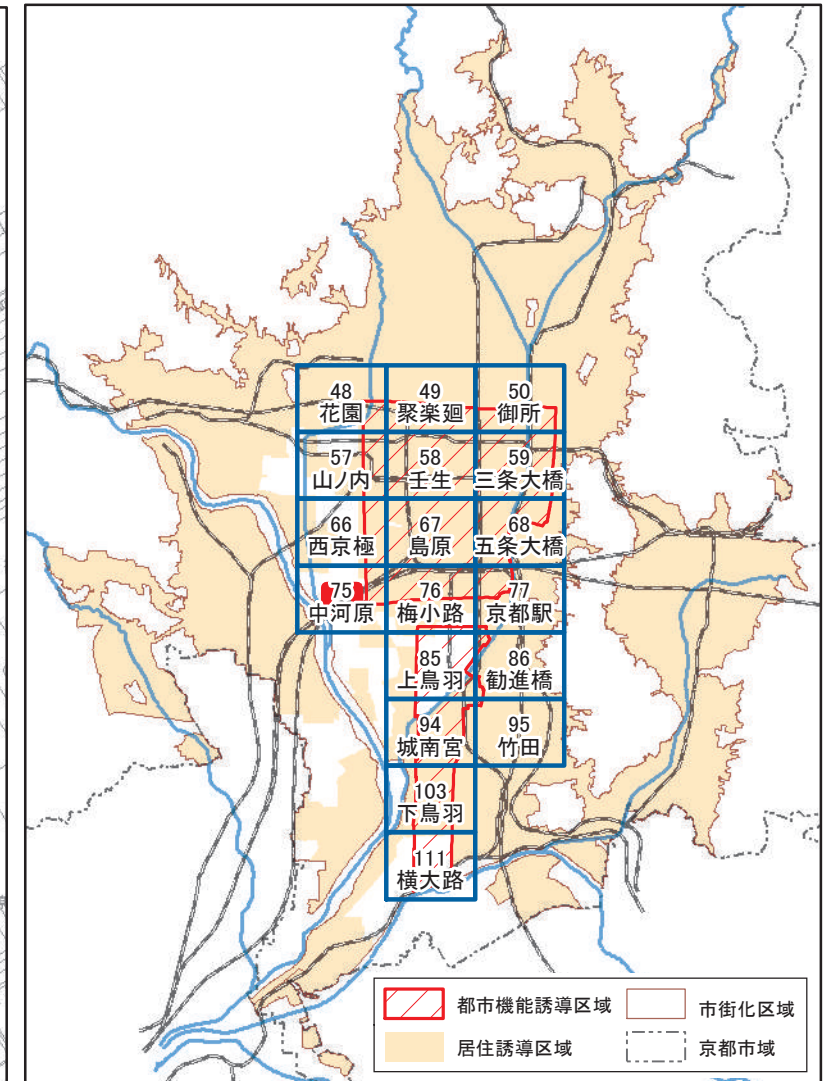 48
花園
49
聚楽廻
50
御所
57
山ノ内
58
壬生
59
三条大橋
66
西京極
67
島原
68
五条大橋
75
中河原
76
梅小路
77
京都駅
85
上鳥羽
86
勧進橋
94
城南宮
95
竹田
103
下鳥羽
111
横大路
都市機能誘導区域
市街化区域
居住誘導区域
京都市域